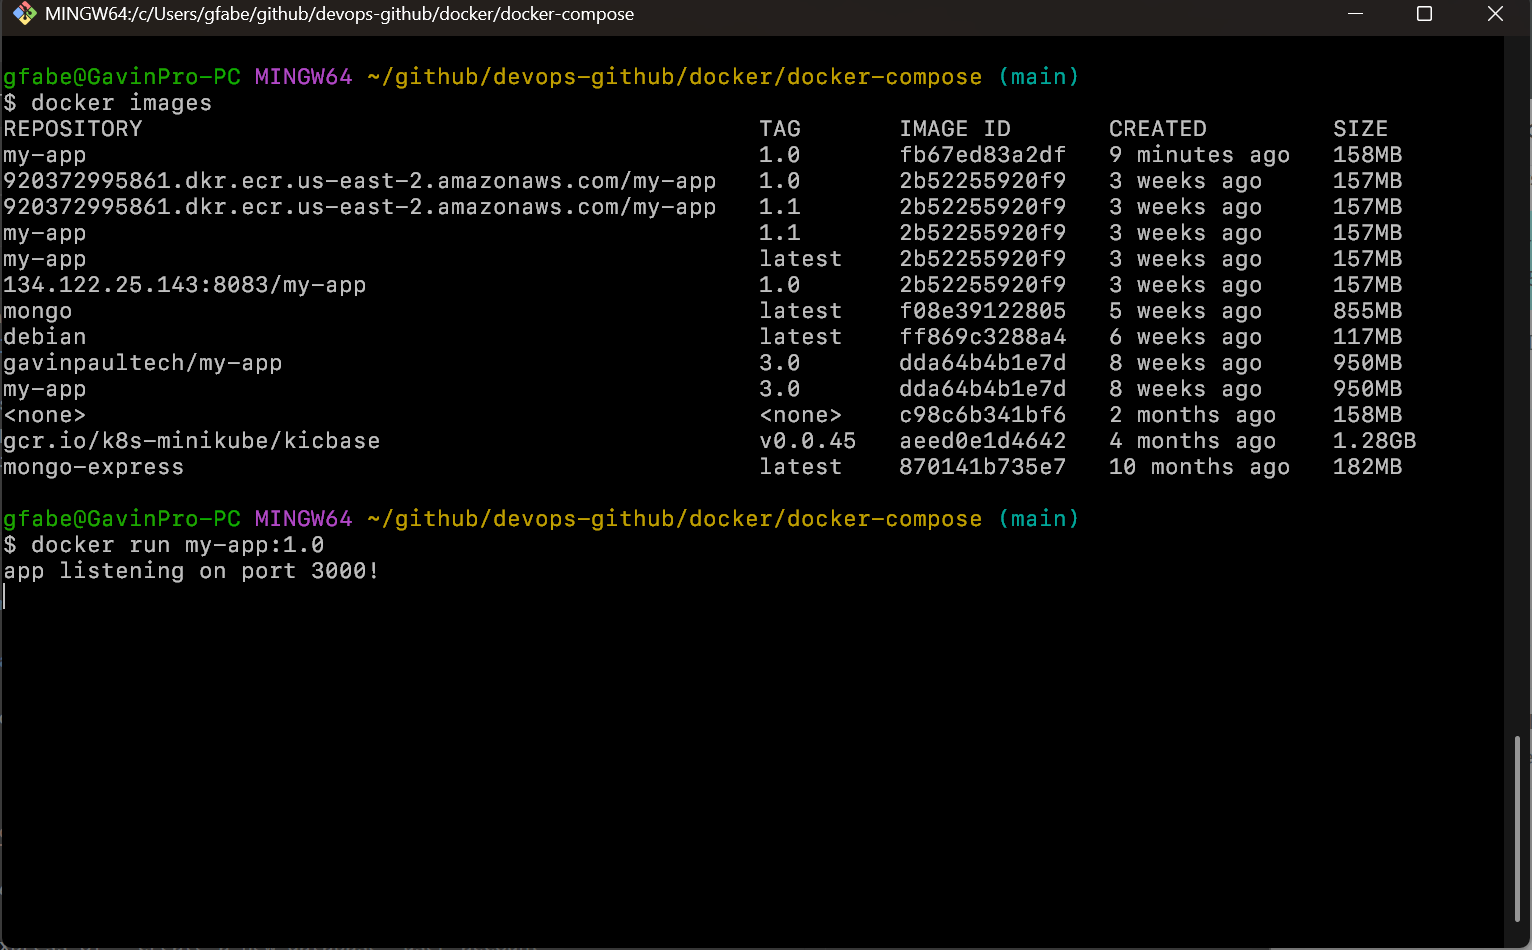 MINGW64:/c/Users/gfabe/github/devops-github/docker/docker-compose
gfabe@GavinPro-PC MINGW64 ~/github/devops-github/docker/docker-compose (main)
$ docker images
REPOSITORY TAG IMAGE ID CREATED SIZE
my-app 1.0 fb67ed83a2df 9 minutes ago 158MB
920372995861.dkr.ecr.us-east-2.amazonaws.com/my-app 1.0 2b52255920f9 3 weeks ago 157MB
920372995861.dkr.ecr.us-east-2.amazonaws.com/my-app 1.1 2b52255920f9 3 weeks ago 157MB
my-app 1.1 2b52255920f9 3 weeks ago 157MB
my-app latest 2b52255920f9 3 weeks ago 157MB
134.122.25.143:8083/my-app 1.0 2b52255920f9 3 weeks ago 157MB
mongo latest f08e39122805 5 weeks ago 855MB
debian latest ff869c3288a4 6 weeks ago 117MB
gavinpaultech/my-app 3.0 dda64b4b1e7d 8 weeks ago 950MB
my-app 3.0 dda64b4b1e7d 8 weeks ago 950MB
<none> <none> c98c6b341bf6 2 months ago 158MB
gcr.io/k8s-minikube/kicbase v0.0.45 aeed0e1d4642 4 months ago 1.28GB
mongo-express latest 870141b735e7 10 months ago 182MB
gfabe@GavinPro-PC MINGW64 ~/github/devops-github/docker/docker-compose (main)
$ docker run my-app:1.0
app listening on port 3000!